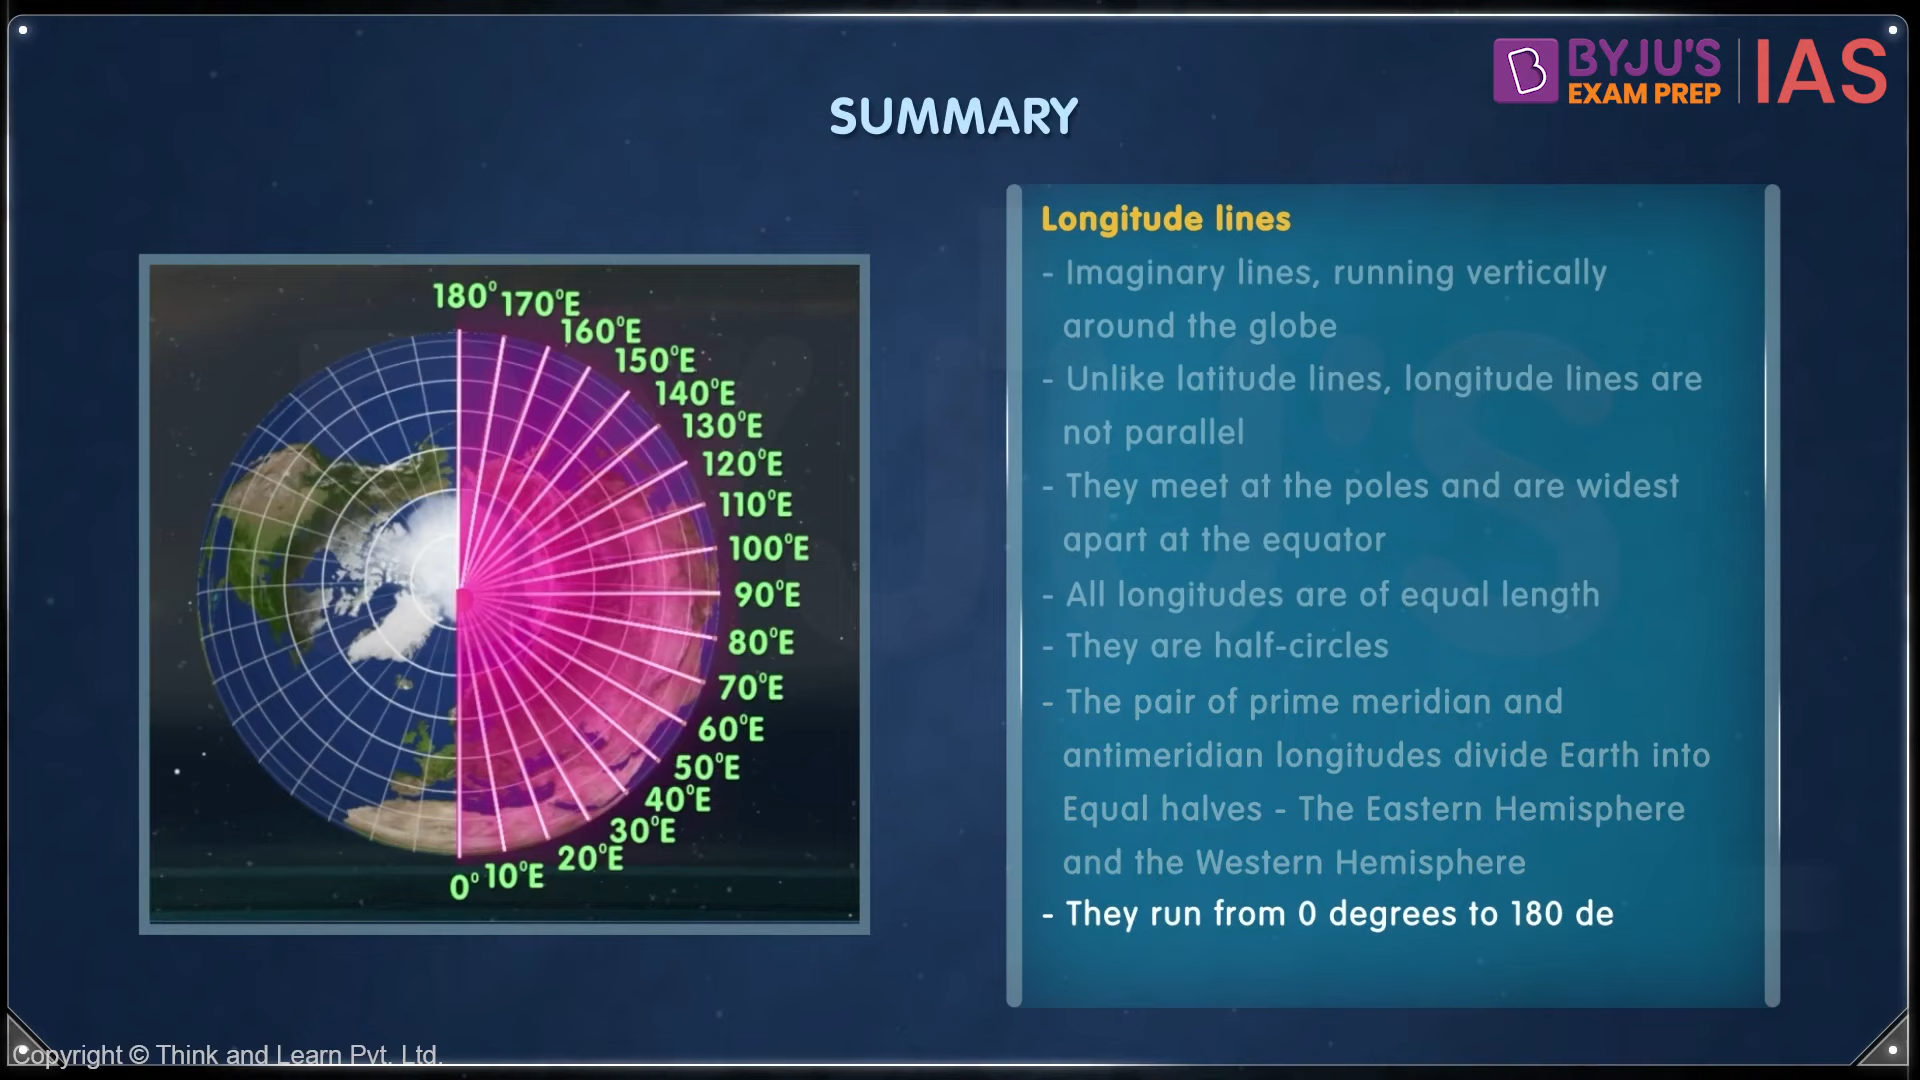 BYJU'S
EXAM PREP
IAS
SUMMARY
180° 170°E
160°E
150°E
140°E
130°E
120°E
110°E
100°E
90°E
80°E
70°E
60°E
50°E
40°E
30°E
20°E
0° 10°E
Longitude lines
- Imaginary lines, running vertically
around the globe
- Unlike latitude lines, longitude lines are
not parallel
- They meet at the poles and are widest
apart at the equator
- All longitudes are of equal length
- They are half-circles
- The pair of prime meridian and
antimeridian longitudes divide Earth into
Equal halves - The Eastern Hemisphere
and the Western Hemisphere
- They run from 0 degrees to 180 de
Copyright © Think and Learn Pvt. Ltd.